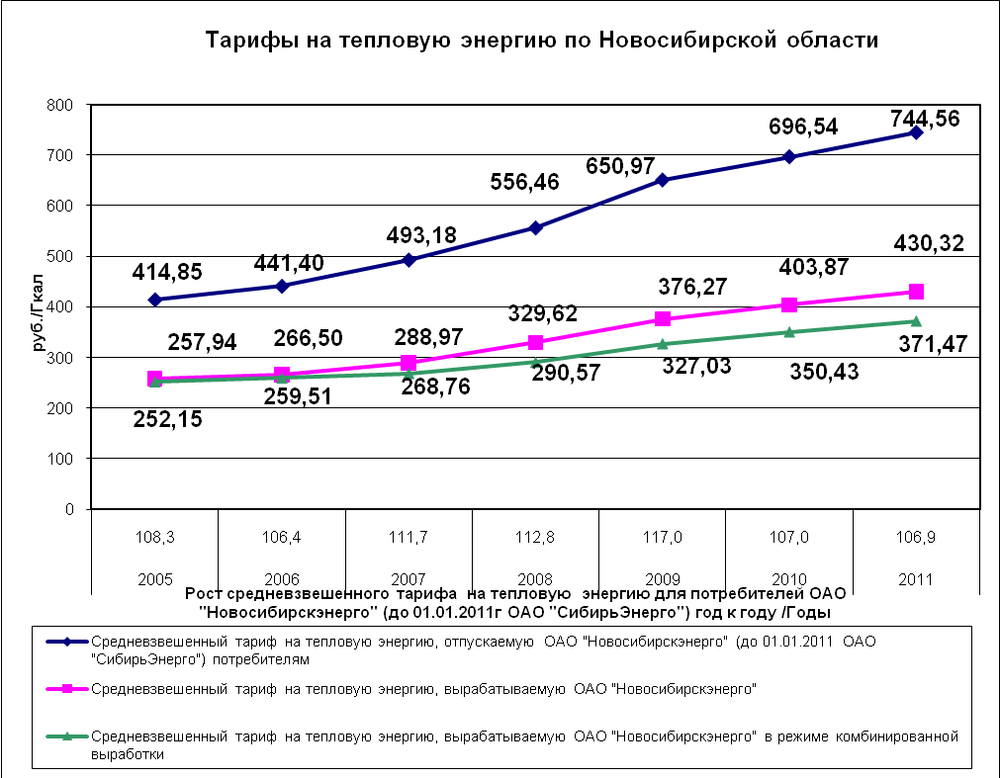 Тарифы на тепловую энергию по Новосибирской области
руб./Гкал
800
700
600
500
400
300
200
100
0
414,85
441,40
493,18
556,46
650,97
696,54
744,56
257,94
266,50
288,97
329,62
376,27
403,87
430,32
252,15
259,51
268,76
290,57
327,03
350,43
371,47
108,3 106,4 111,7 112,8 117,0 107,0 106,9
2005 2006 2007 2008 2009 2010 2011
Рост средневзвешенного тарифа на тепловую энергию для потребителей ОАО
"Новосибирскэнерго" (до 01.01.2011г ОАО "СибирьЭнерго") год к году /Годы
Средневзвешенный тариф на тепловую энергию, отпускаемую ОАО "Новосибирскэнерго" (до 01.01.2011 ОАО
"СибирьЭнерго") потребителям
Средневзвешенный тариф на тепловую энергию, вырабатываемую ОАО "Новосибирскэнерго"
Средневзвешенный тариф на тепловую энергию, вырабатываемую ОАО "Новосибирскэнерго" в режиме комбинированной
выработки